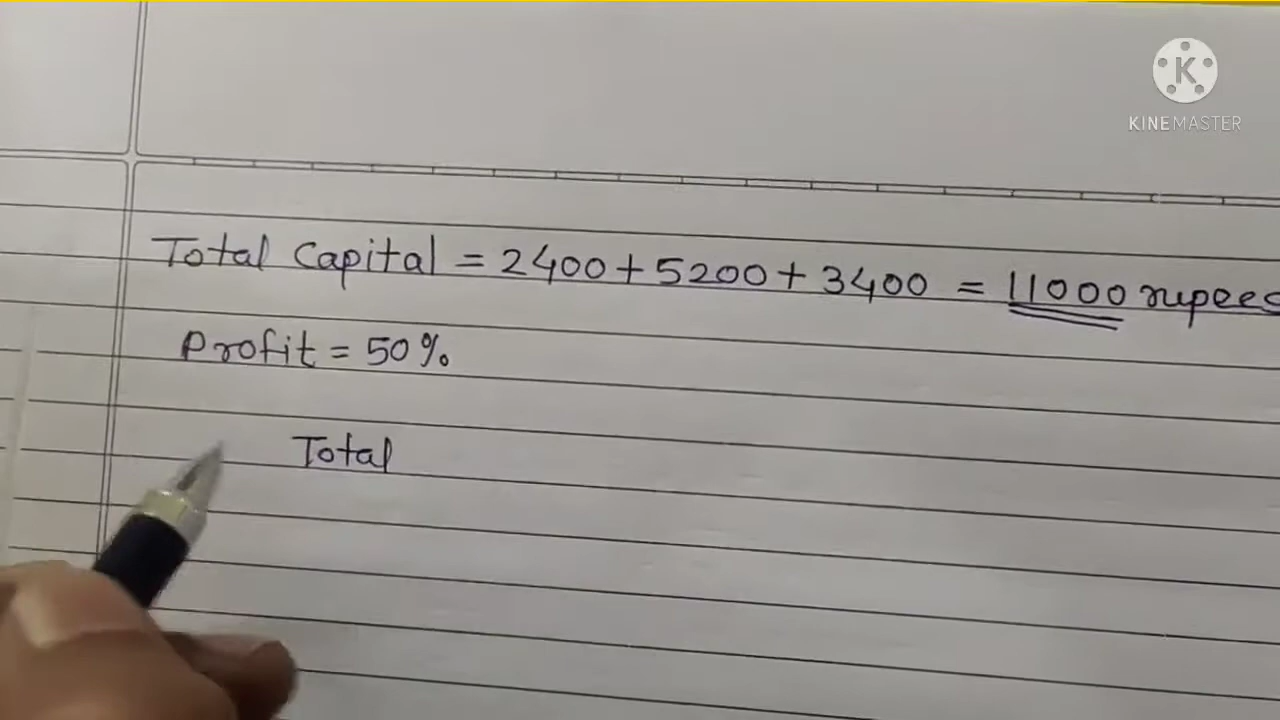 KINEMASTER
Total Capital = 2400 + 5200 + 3400 = 11000 rupees
Profit = 50%
Total